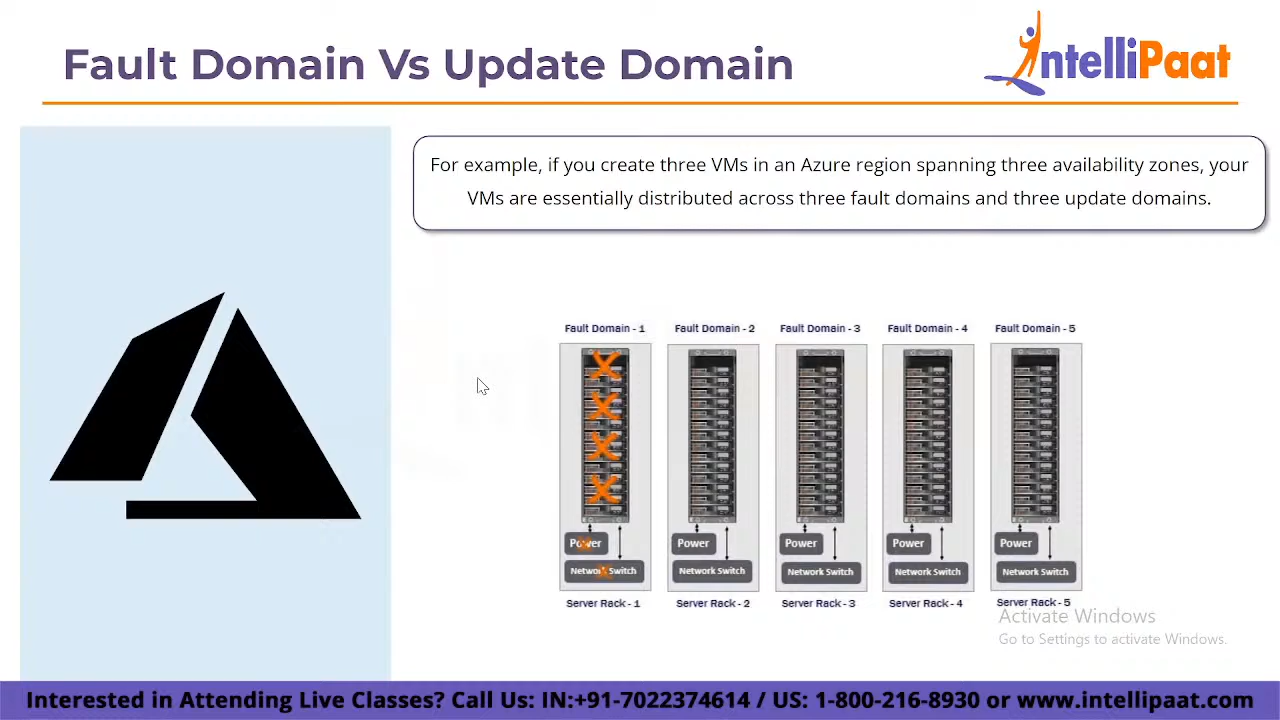 Fault Domain Vs Update Domain
IntelliPaat
For example, if you create three VMs in an Azure region spanning three availability zones, your
VMs are essentially distributed across three fault domains and three update domains.
Fault Domain - 1
Fault Domain - 2
Fault Domain - 3
Fault Domain - 4
Fault Domain - 5
Power
Power
Power
Power
Power
Network Switch
Network Switch
Network Switch
Network Switch
Network Switch
Server Rack - 1
Server Rack - 2
Server Rack - 3
Server Rack - 4
Server Rack - 5
Activate Windows
Go to Settings to activate Windows.
Interested in Attending Live Classes? Call Us: IN:+91-7022374614 / US: 1-800-216-8930 or www.intellipaat.com